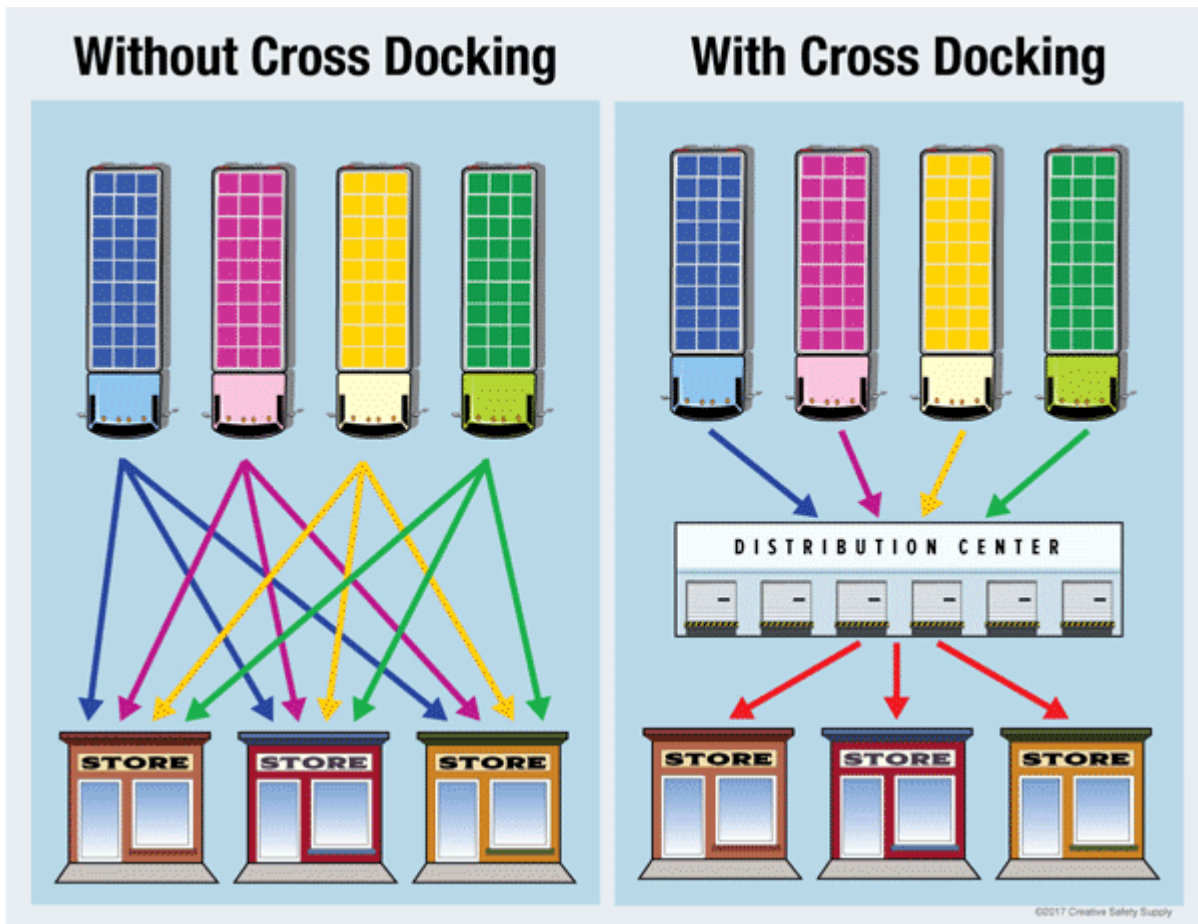 Without Cross Docking
With Cross Docking
DISTRIBUTION CENTER
STORE
STORE
STORE
STORE
STORE
STORE
©2017 Creative Safety Supply